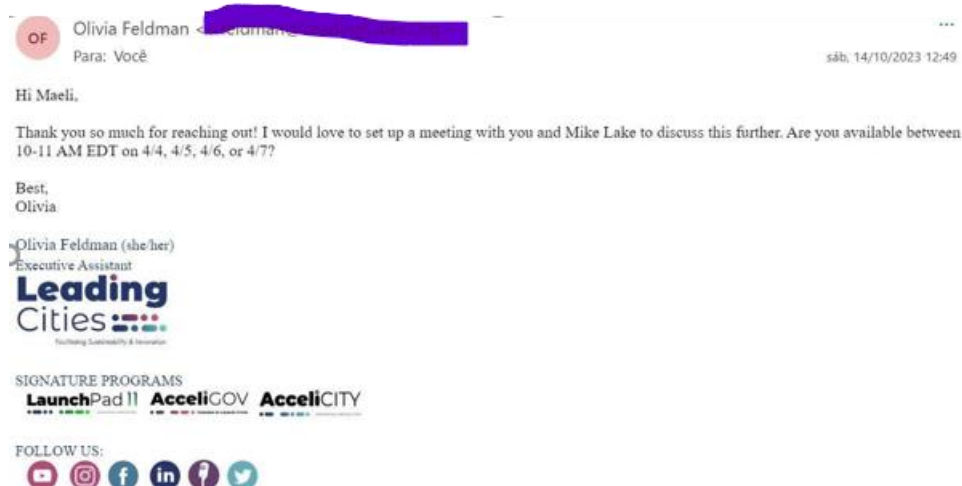 OF
Olivia Feldman <
Para: Você
sáb, 14/10/2023 12:49
Hi Maeli,
Thank you so much for reaching out! I would love to set up a meeting with you and Mike Lake to discuss this further. Are you available between
10-11 AM EDT on 4/4, 4/5, 4/6, or 4/7?
Best,
Olivia
Olivia Feldman (she/her)
Executive Assistant
Leading
Cities
Facilitating Sustainability & Innovation
SIGNATURE PROGRAMS
LaunchPad 11 AcceliGOV AcceliCITY
FOLLOW US: